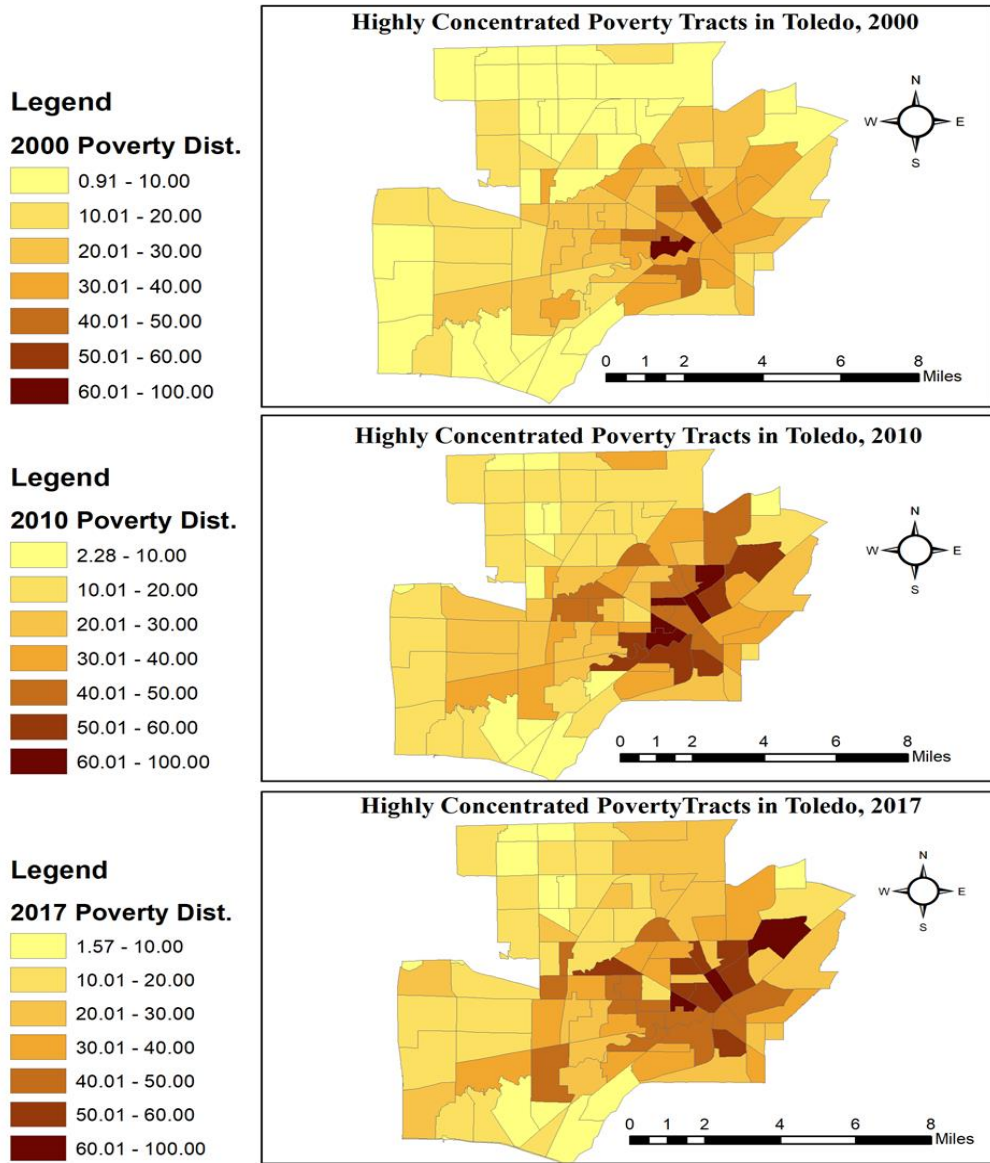 Highly Concentrated Poverty Tracts in Toledo, 2000
Legend
2000 Poverty Dist.
0.91 - 10.00
10.01 - 20.00
20.01 - 30.00
30.01 - 40.00
40.01 - 50.00
50.01 - 60.00
60.01 - 100.00
N
W E
S
0 1 2 4 6 8
Miles
Highly Concentrated Poverty Tracts in Toledo, 2010
Legend
2010 Poverty Dist.
2.28 - 10.00
10.01 - 20.00
20.01 - 30.00
30.01 - 40.00
40.01 - 50.00
50.01 - 60.00
60.01 - 100.00
N
W E
S
0 1 2 4 6 8
Miles
Highly Concentrated PovertyTracts in Toledo, 2017
Legend
2017 Poverty Dist.
1.57 - 10.00
10.01 - 20.00
20.01 - 30.00
30.01 - 40.00
40.01 - 50.00
50.01 - 60.00
60.01 - 100.00
N
W E
S
0 1 2 4 6 8
Miles